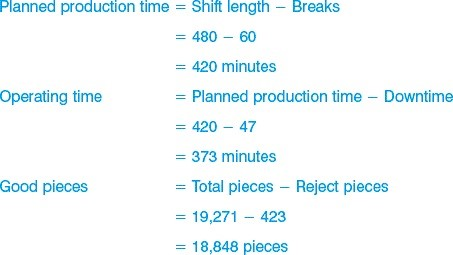 Planned production time = Shift length − Breaks
= 480 − 60
= 420 minutes
Operating time = Planned production time − Downtime
= 420 − 47
= 373 minutes
Good pieces = Total pieces − Reject pieces
= 19,271 − 423
= 18,848 pieces